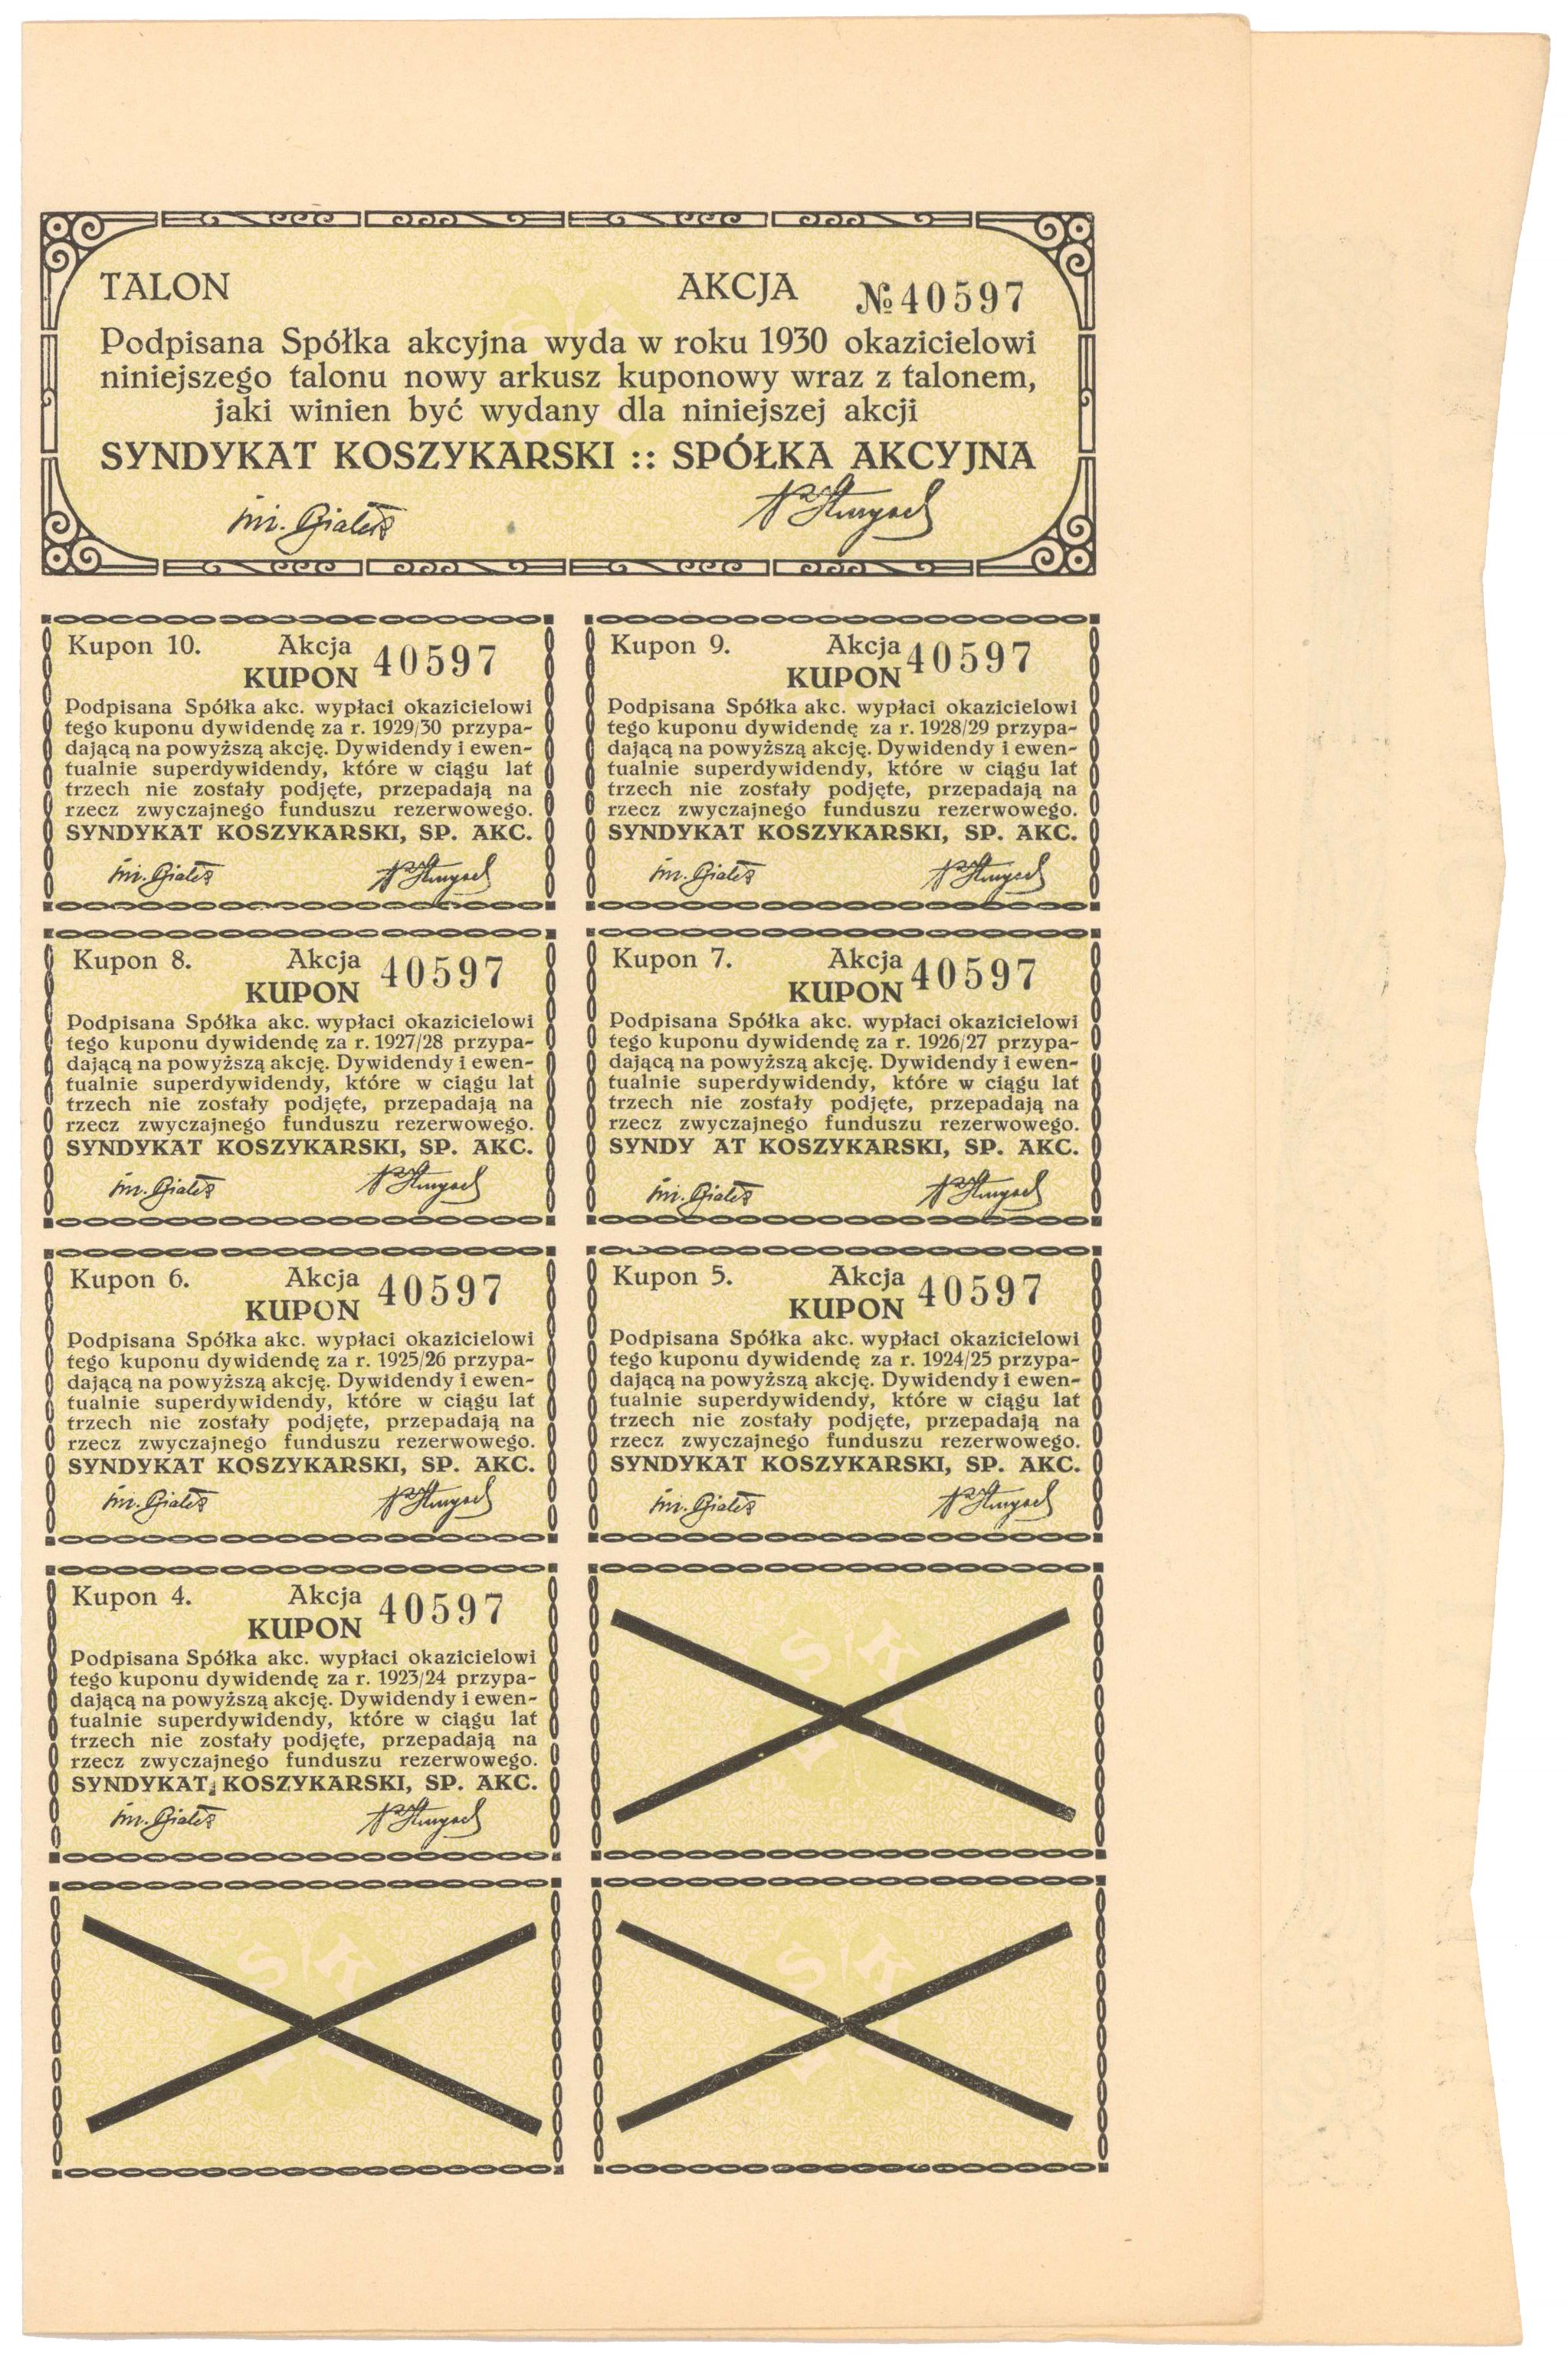 TALON AKCJA №40597
Podpisana Spółka akcyjna wyda w roku 1930 okazicielowi
niniejszego talonu nowy arkusz kuponowy wraz z talonem,
jaki winien być wydany dla niniejszej akcji
SYNDYKAT KOSZYKARSKI :: SPÓŁKA AKCYJNA
Kupon 10. Akcja 40597
KUPON
Podpisana Spółka akc. wypłaci okazicielowi
tego kuponu dywidendę za r. 1929/30 przypa-
dającą na powyższą akcję. Dywidendy i ewen-
tualnie superdywidendy, które w ciągu lat
trzech nie zostały podjęte, przepadają na
rzecz zwyczajnego funduszu rezerwowego.
SYNDYKAT KOSZYKARSKI, SP. AKC.
Kupon 9. Akcja 40597
KUPON
Podpisana Spółka akc. wypłaci okazicielowi
tego kuponu dywidendę za r. 1928/29 przypa-
dającą na powyższą akcję. Dywidendy i ewen-
tualnie superdywidendy, które w ciągu lat
trzech nie zostały podjęte, przepadają na
rzecz zwyczajnego funduszu rezerwowego.
SYNDYKAT KOSZYKARSKI, SP. AKC.
Kupon 8. Akcja 40597
KUPON
Podpisana Spółka akc. wypłaci okazicielowi
tego kuponu dywidendę za r. 1927/28 przypa-
dającą na powyższą akcję. Dywidendy i ewen-
tualnie superdywidendy, które w ciągu lat
trzech nie zostały podjęte, przepadają na
rzecz zwyczajnego funduszu rezerwowego.
SYNDYKAT KOSZYKARSKI, SP. AKC.
Kupon 7. Akcja 40597
KUPON
Podpisana Spółka akc. wypłaci okazicielowi
tego kuponu dywidendę za r. 1926/27 przypa-
dającą na powyższą akcję. Dywidendy i ewen-
tualnie superdywidendy, które w ciągu lat
trzech nie zostały podjęte, przepadają na
rzecz zwyczajnego funduszu rezerwowego.
SYNDY AT KOSZYKARSKI, SP. AKC.
Kupon 6. Akcja 40597
KUPON
Podpisana Spółka akc. wypłaci okazicielowi
tego kuponu dywidendę za r. 1925/26 przypa-
dającą na powyższą akcję. Dywidendy i ewen-
tualnie superdywidendy, które w ciągu lat
trzech nie zostały podjęte, przepadają na
rzecz zwyczajnego funduszu rezerwowego.
SYNDYKAT KOSZYKARSKI, SP. AKC.
Kupon 5. Akcja 40597
KUPON
Podpisana Spółka akc. wypłaci okazicielowi
tego kuponu dywidendę za r. 1924/25 przypa-
dającą na powyższą akcję. Dywidendy i ewen-
tualnie superdywidendy, które w ciągu lat
trzech nie zostały podjęte, przepadają na
rzecz zwyczajnego funduszu rezerwowego.
SYNDYKAT KOSZYKARSKI, SP. AKC.
Kupon 4. Akcja 40597
KUPON
Podpisana Spółka akc. wypłaci okazicielowi
tego kuponu dywidendę za r. 1923/24 przypa-
dającą na powyższą akcję. Dywidendy i ewen-
tualnie superdywidendy, które w ciągu lat
trzech nie zostały podjęte, przepadają na
rzecz zwyczajnego funduszu rezerwowego.
SYNDYKAT KOSZYKARSKI, SP. AKC.